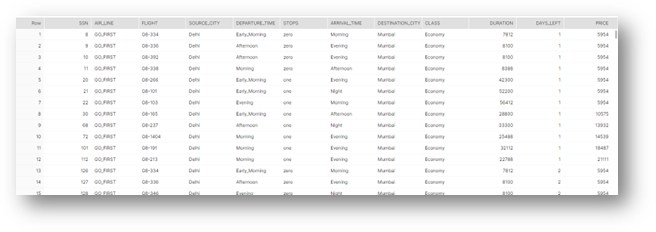 Row SSN AIR_LINE FLIGHT SOURCE_CITY DEPARTURE_TIME STOPS ARRIVAL_TIME DESTINATION_CITY CLASS DURATION DAYS_LEFT PRICE
1 8 GO_FIRST G8-334 Delhi Early_Morning zero Morning Mumbai Economy 7812 1 5954
2 9 GO_FIRST G8-336 Delhi Afternoon zero Evening Mumbai Economy 8100 1 5954
3 10 GO_FIRST G8-392 Delhi Afternoon zero Evening Mumbai Economy 8100 1 5954
4 11 GO_FIRST G8-338 Delhi Morning zero Afternoon Mumbai Economy 8388 1 5954
5 20 GO_FIRST G8-266 Delhi Early_Morning one Evening Mumbai Economy 42300 1 5954
6 21 GO_FIRST G8-101 Delhi Early_Morning one Night Mumbai Economy 52200 1 5954
7 22 GO_FIRST G8-103 Delhi Evening one Morning Mumbai Economy 56412 1 5954
8 30 GO_FIRST G8-165 Delhi Early_Morning one Afternoon Mumbai Economy 28800 1 10575
9 68 GO_FIRST G8-237 Delhi Afternoon one Night Mumbai Economy 33300 1 13932
10 72 GO_FIRST G8-1404 Delhi Morning one Evening Mumbai Economy 25488 1 14539
11 101 GO_FIRST G8-191 Delhi Morning one Evening Mumbai Economy 32112 1 18487
12 112 GO_FIRST G8-213 Delhi Morning one Evening Mumbai Economy 22788 1 21111
13 126 GO_FIRST G8-334 Delhi Early_Morning zero Morning Mumbai Economy 7812 2 5954
14 127 GO_FIRST G8-336 Delhi Afternoon zero Evening Mumbai Economy 8100 2 5954
15 128 GO_FIRST G8-346 Delhi Evening zero Evening Mumbai Economy 8100 2 5954